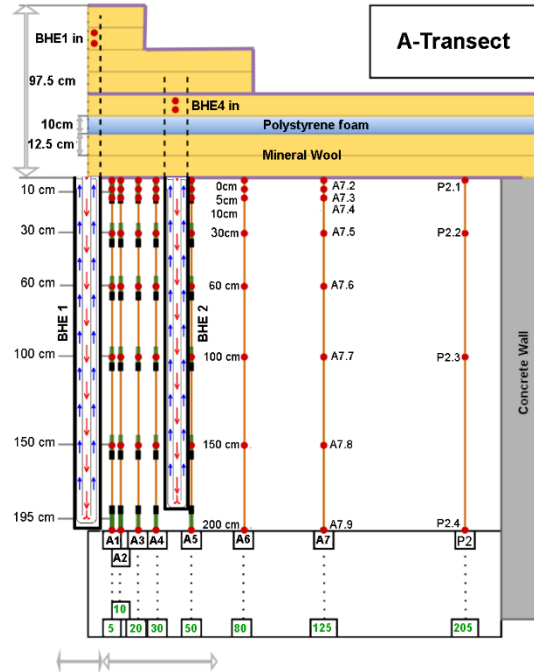 A-Transect
BHE1 in
97.5 cm
BHE4 in
10cm
Polystyrene foam
12.5 cm
Mineral Wool
10 cm
0cm
A7.2
P2.1
5cm
A7.3
10cm
A7.4
30 cm
30cm
A7.5
P2.2
60 cm
60 cm
A7.6
BHE 1
BHE 2
100 cm
100 cm
A7.7
P2.3
Concrete Wall
150 cm
150 cm
A7.8
195 cm
200 cm
A7.9
P2.4
A1
A3
A4
A5
A6
A7
P2
A2
10
5
20
30
50
80
125
205